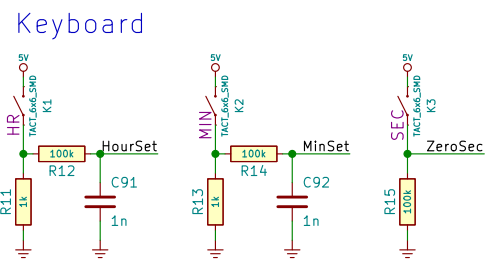 Keyboard
5V
TACT_6x6_SMD
K1
HR
HourSet
100k
R12
R11
1k
C91
1n
5V
TACT_6x6_SMD
K2
MIN
MinSet
100k
R14
R13
1k
C92
1n
5V
TACT_6x6_SMD
K3
SEC
ZeroSec
R15
100k